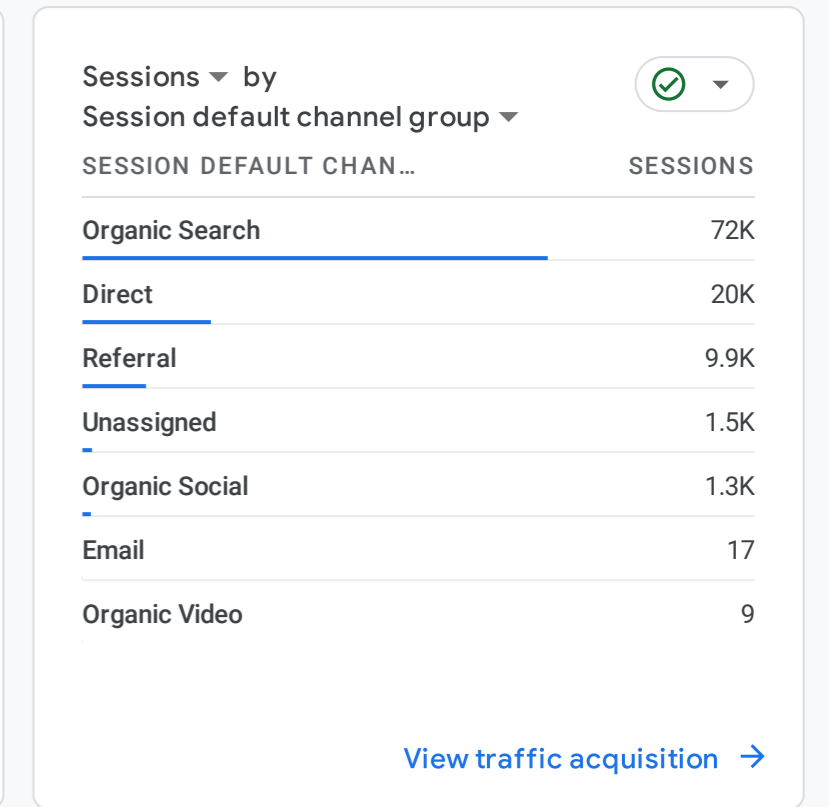 Sessions by
Session default channel group
SESSION DEFAULT CHAN… SESSIONS
Organic Search 72K
Direct 20K
Referral 9.9K
Unassigned 1.5K
Organic Social 1.3K
Email 17
Organic Video 9
View traffic acquisition